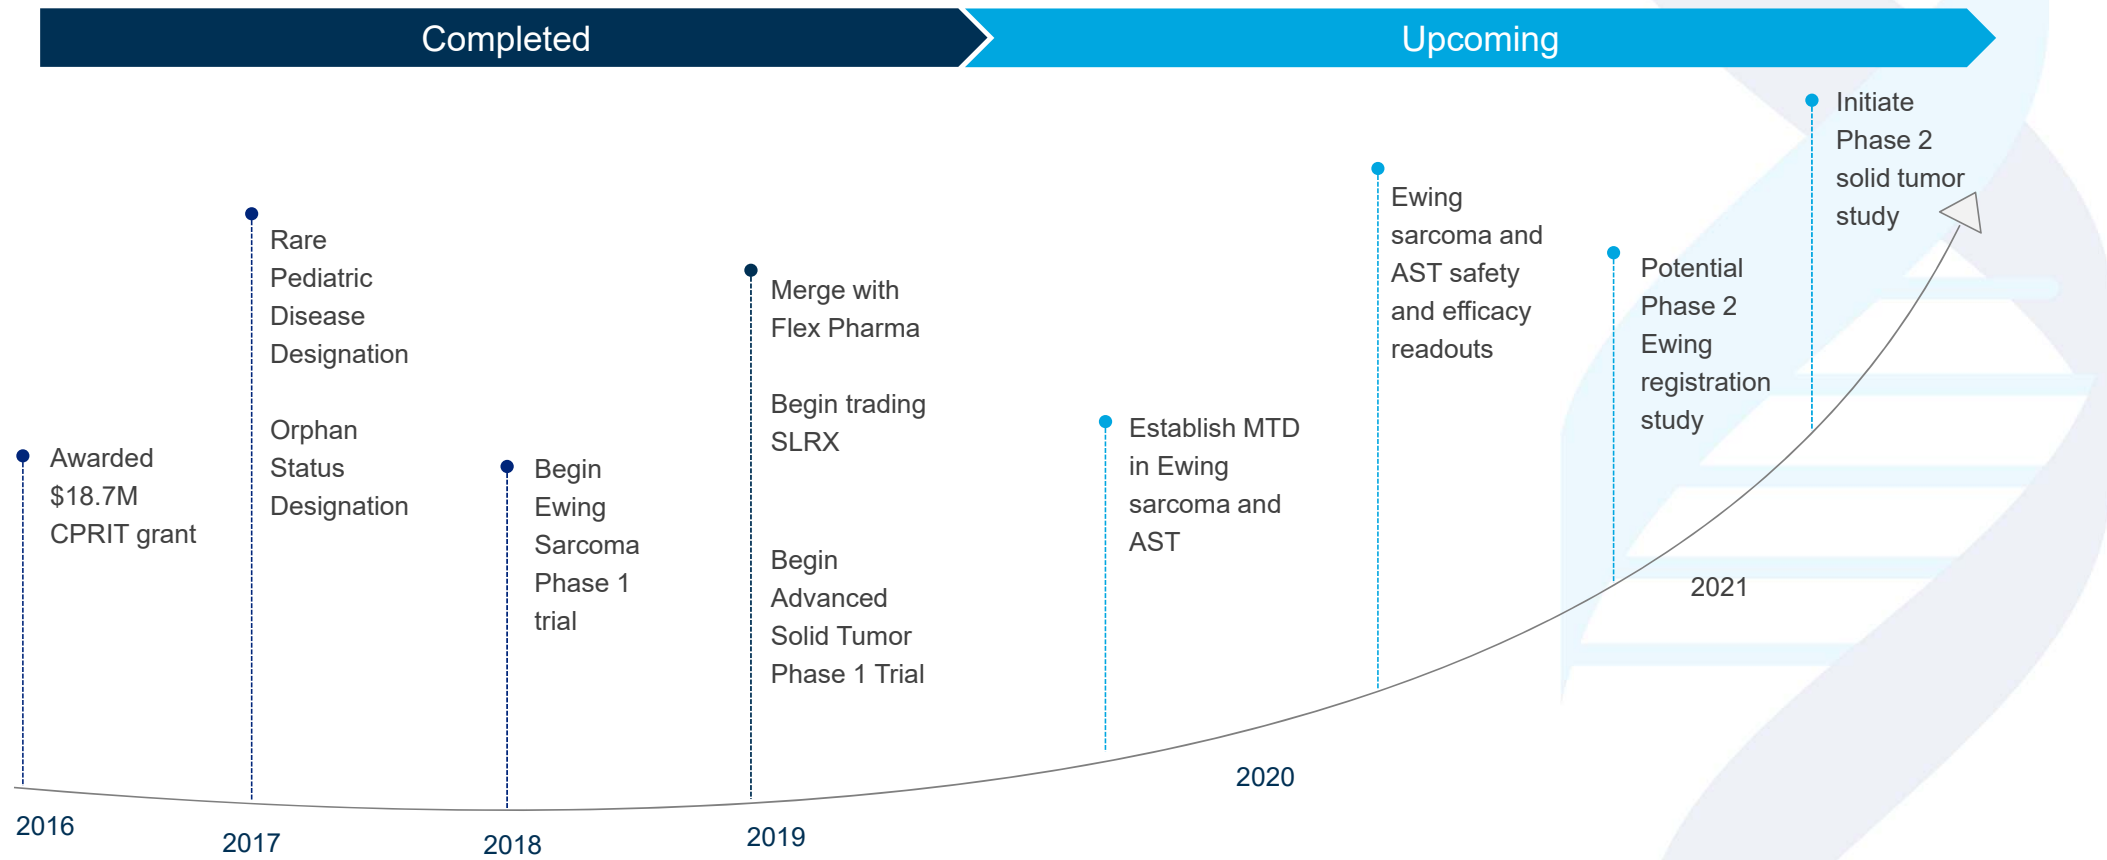 Completed
Upcoming
Awarded
$18.7M
CPRIT grant
Rare
Pediatric
Disease
Designation
Orphan
Status
Designation
Begin
Ewing
Sarcoma
Phase 1
trial
Merge with
Flex Pharma
Begin trading
SLRX
Begin
Advanced
Solid Tumor
Phase 1 Trial
Establish MTD
in Ewing
sarcoma and
AST
Ewing
sarcoma and
AST safety
and efficacy
readouts
Potential
Phase 2
Ewing
registration
study
Initiate
Phase 2
solid tumor
study
2016
2017
2018
2019
2020
2021